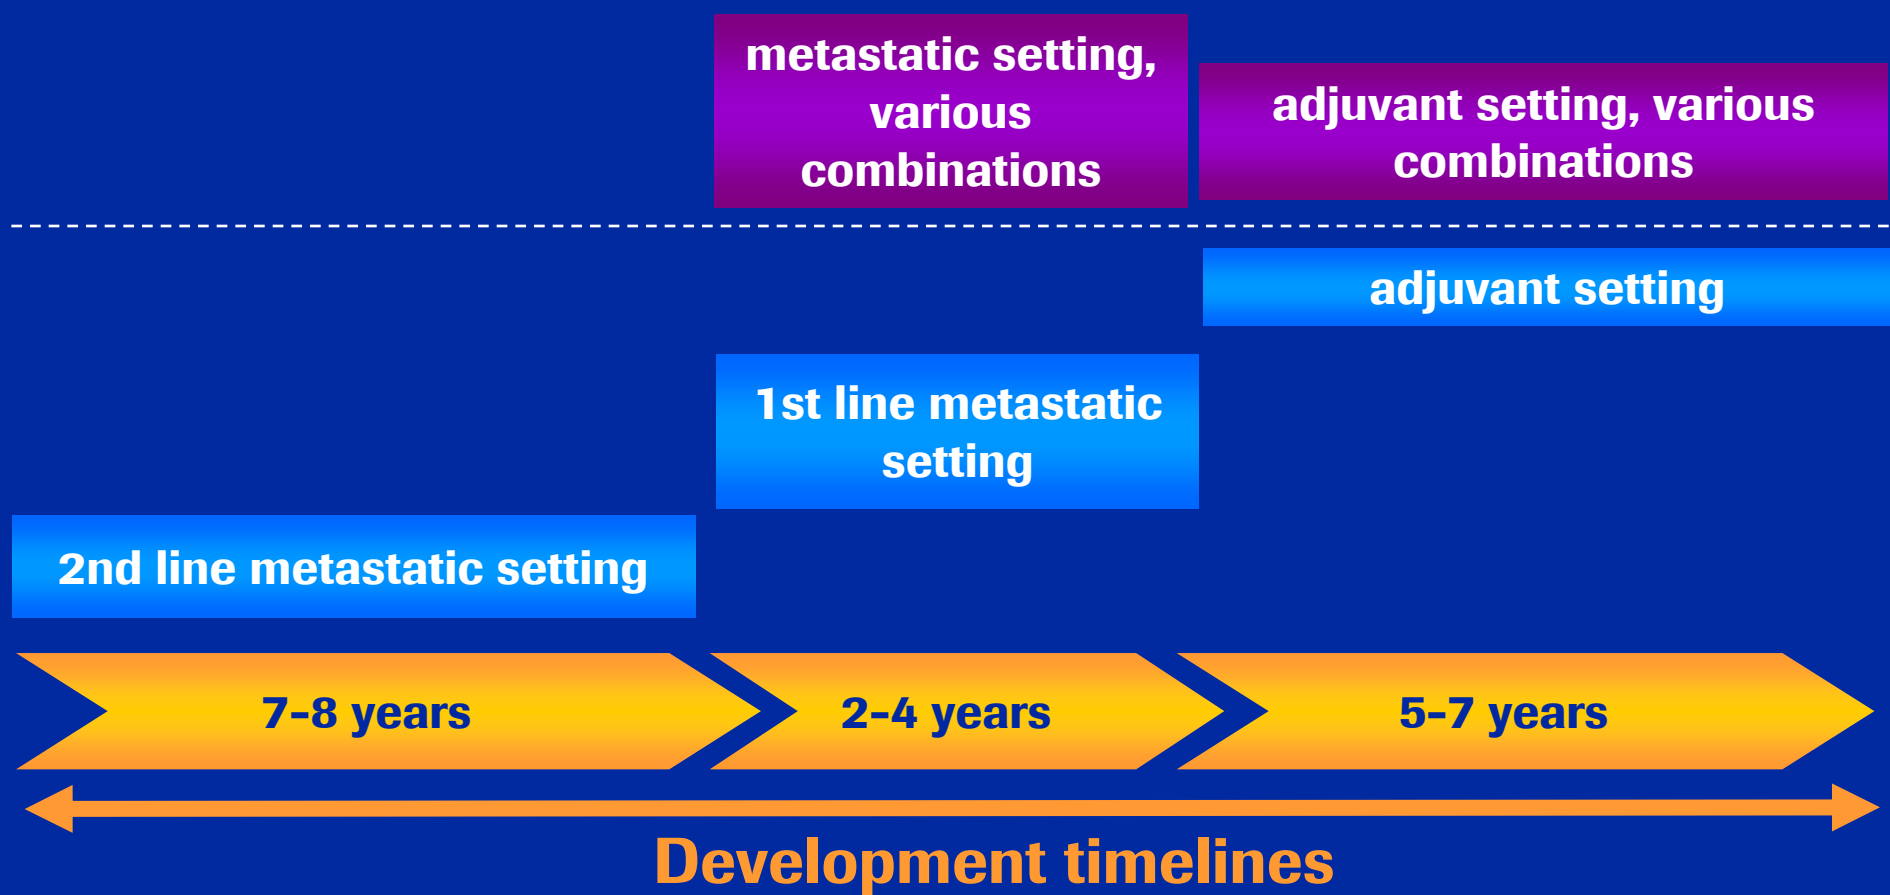 metastatic setting,
various
combinations
adjuvant setting, various
combinations
adjuvant setting
1st line metastatic
setting
2nd line metastatic setting
7–8 years
2–4 years
5–7 years
Development timelines